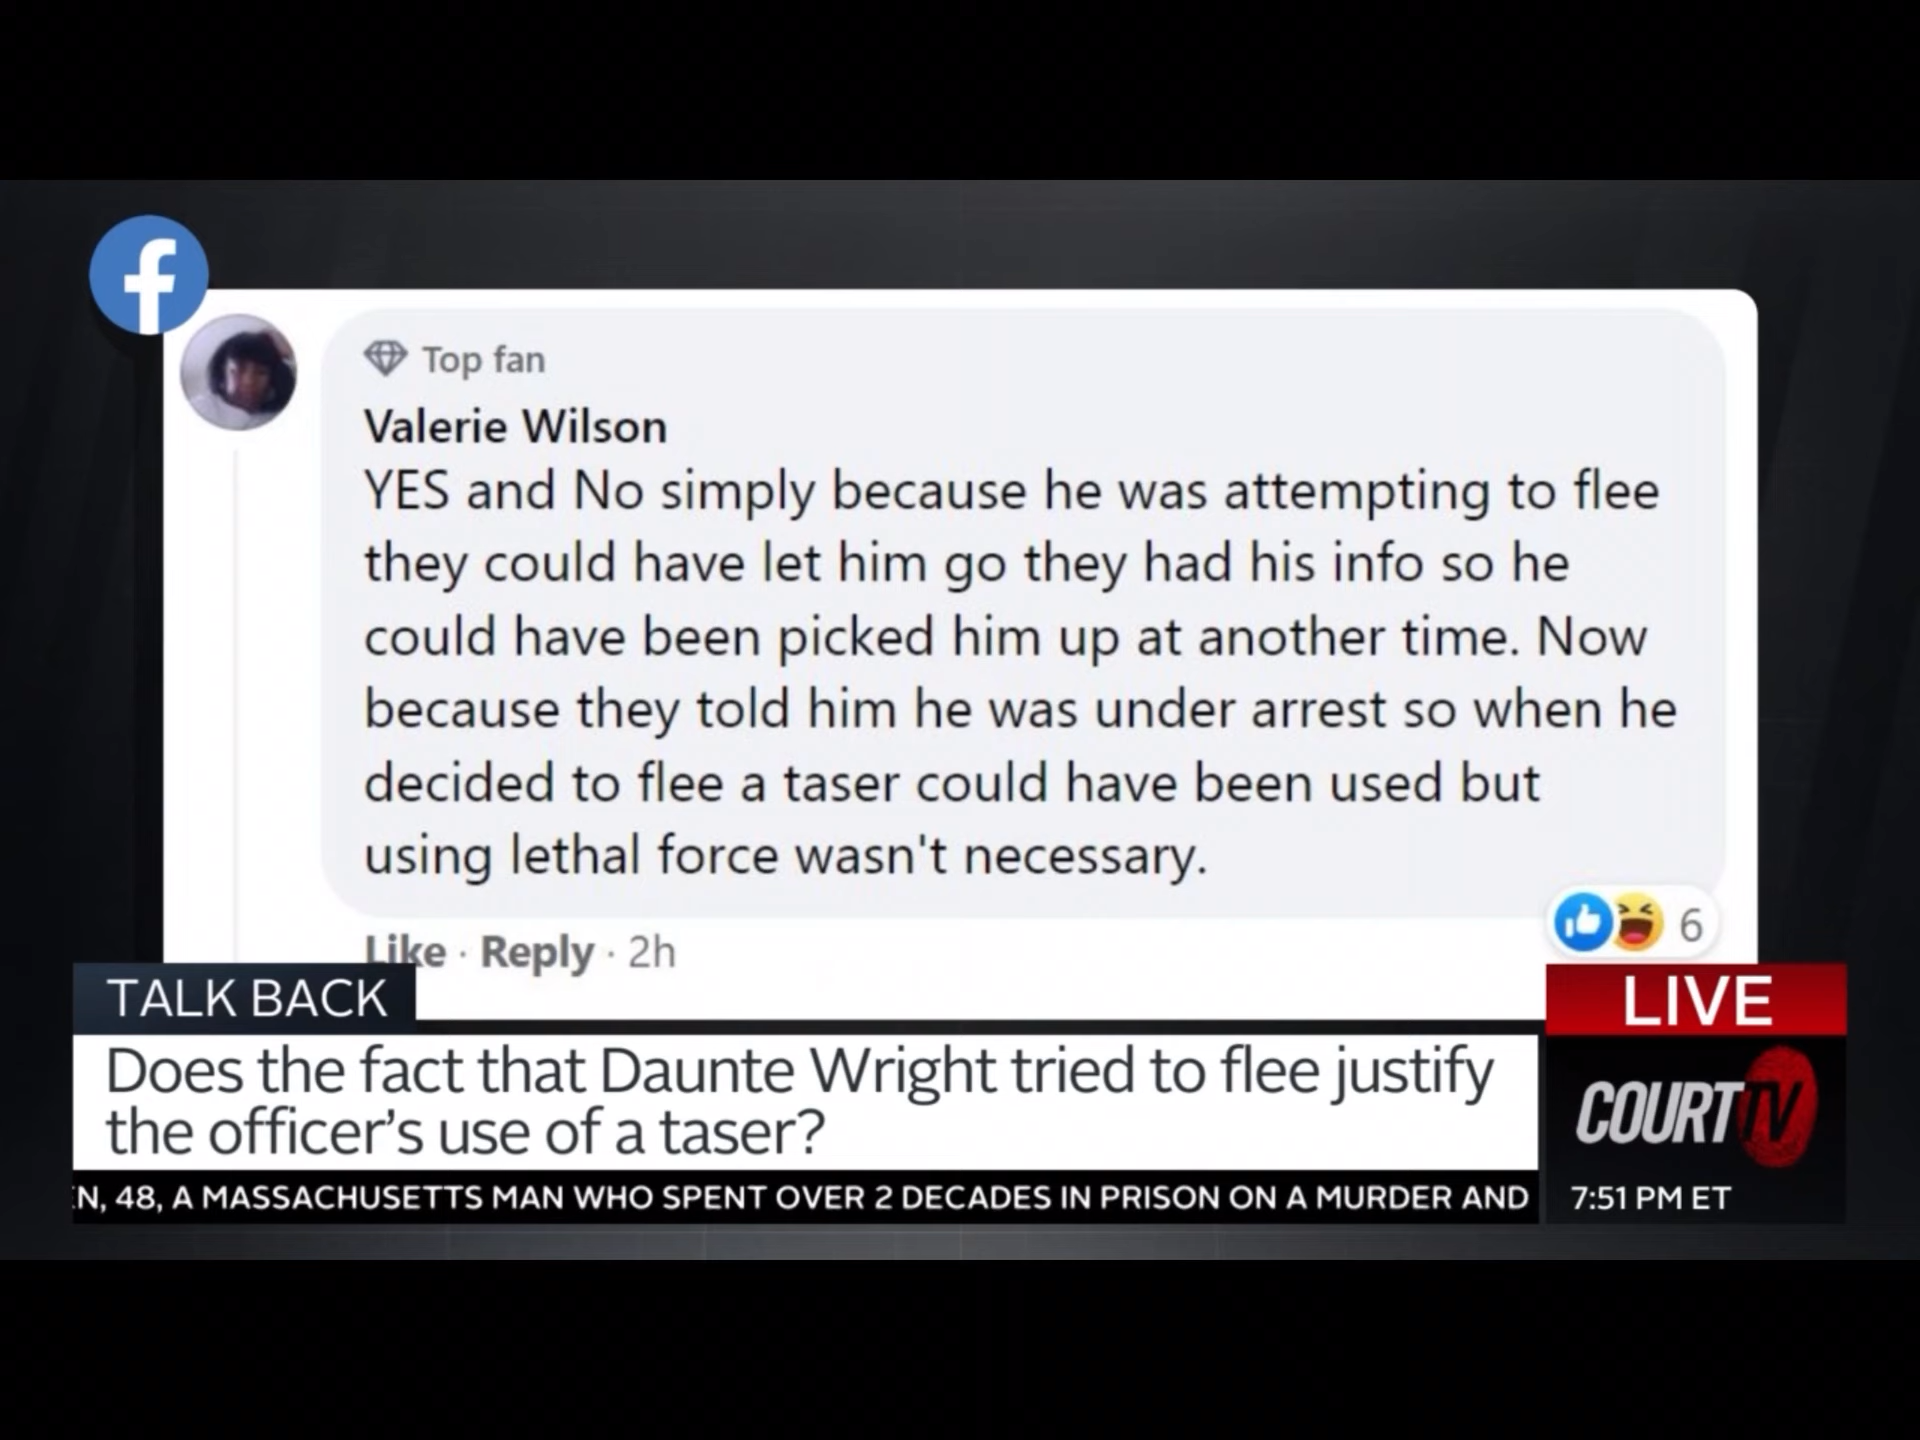 Top fan
Valerie Wilson
YES and No simply because he was attempting to flee
they could have let him go they had his info so he
could have been picked him up at another time. Now
because they told him he was under arrest so when he
decided to flee a taser could have been used but
using lethal force wasn't necessary.
6
Like · Reply · 2h
TALK BACK
LIVE
Does the fact that Daunte Wright tried to flee justify
the officer's use of a taser?
COURT TV
N, 48, A MASSACHUSETTS MAN WHO SPENT OVER 2 DECADES IN PRISON ON A MURDER AND
7:51 PM ET